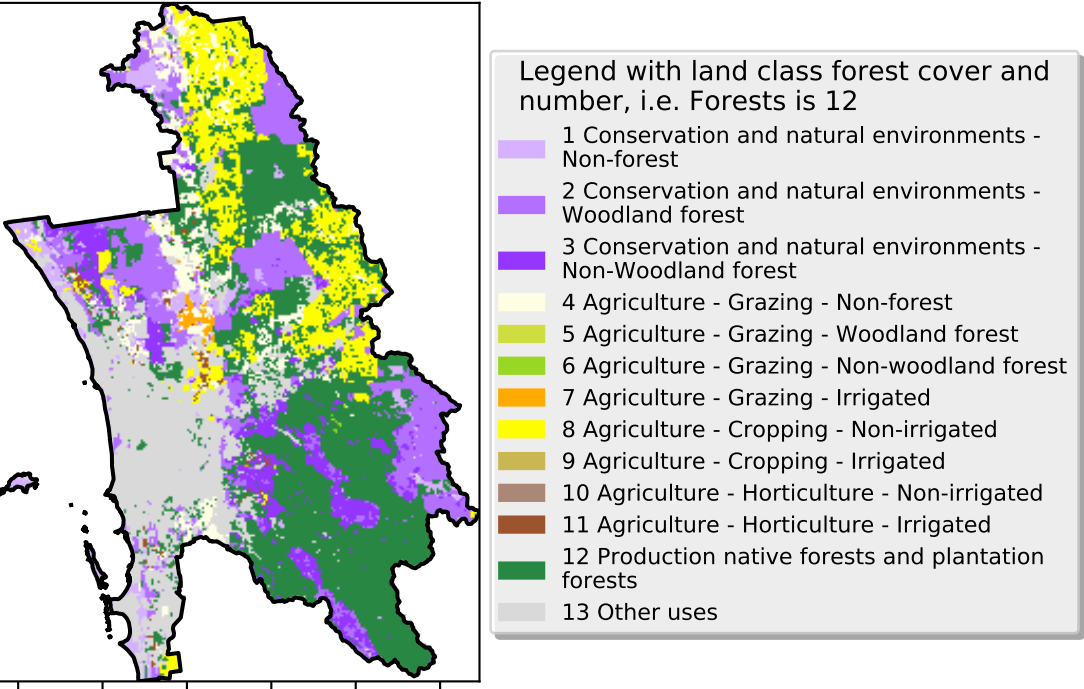 Legend with land class forest cover and
number, i.e. Forests is 12
1 Conservation and natural environments -
Non-forest
2 Conservation and natural environments -
Woodland forest
3 Conservation and natural environments -
Non-Woodland forest
4 Agriculture - Grazing - Non-forest
5 Agriculture - Grazing - Woodland forest
6 Agriculture - Grazing - Non-woodland forest
7 Agriculture - Grazing - Irrigated
8 Agriculture - Cropping - Non-irrigated
9 Agriculture - Cropping - Irrigated
10 Agriculture - Horticulture - Non-irrigated
11 Agriculture - Horticulture - Irrigated
12 Production native forests and plantation
forests
13 Other uses